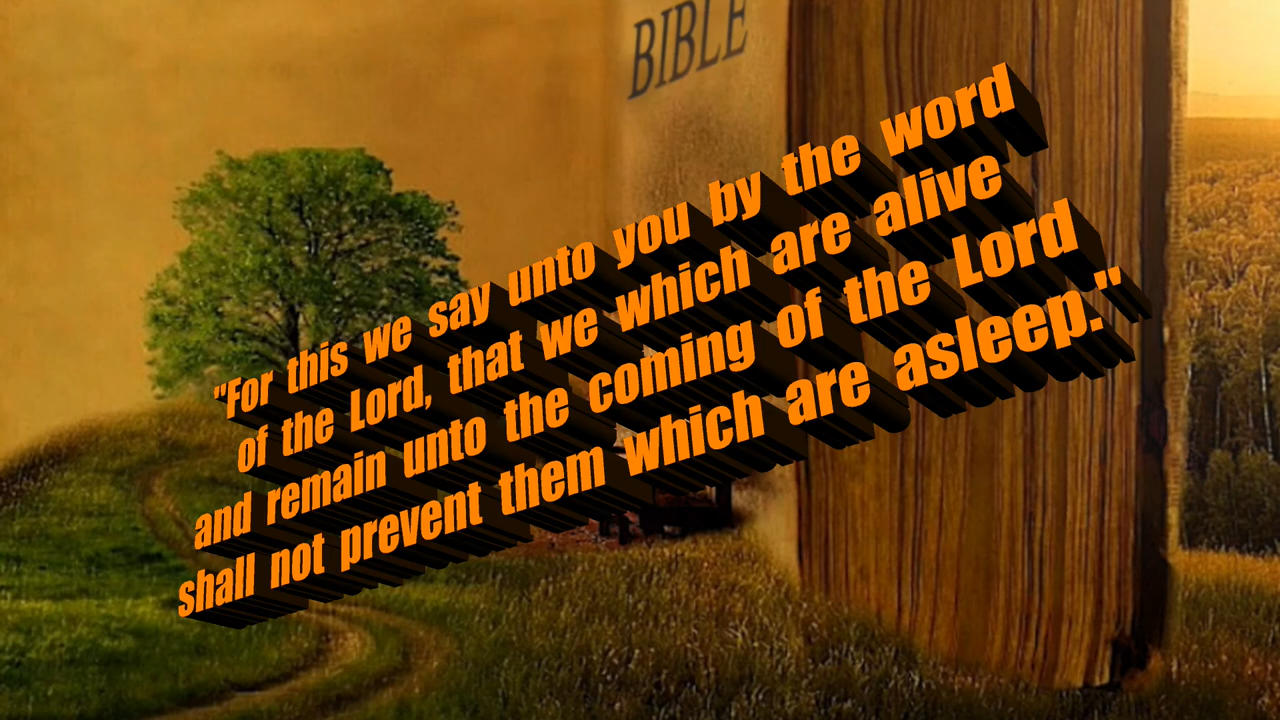 BIBLE
"For this we say unto you by the word
of the Lord, that we which are alive
and remain unto the coming of the Lord
shall not prevent them which are asleep."